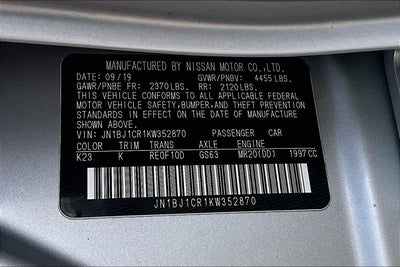 MANUFACTURED BY NISSAN MOTOR CO.,LTD.
DATE: 09/19 GVWR/PNBV: 4455 LBS.
GAWR/PNBE FR: 2370 LBS. RR: 2120 LBS.
THIS VEHICLE CONFORMS TO ALL APPLICABLE FEDERAL
MOTOR VEHICLE SAFETY,BUMPER,AND THEFT PREVENTION
STANDARDS IN EFFECT ON THE DATE OF MANUFACTURE
SHOWN ABOVE.
VIN: JN1BJ1CR1KW352870 PASSENGER CAR
COLOR TRIM TRANS AXLE ENGINE
K23 K RE0F10D GS63 MR20(DD) 1997CC
JN1BJ1CR1KW352870